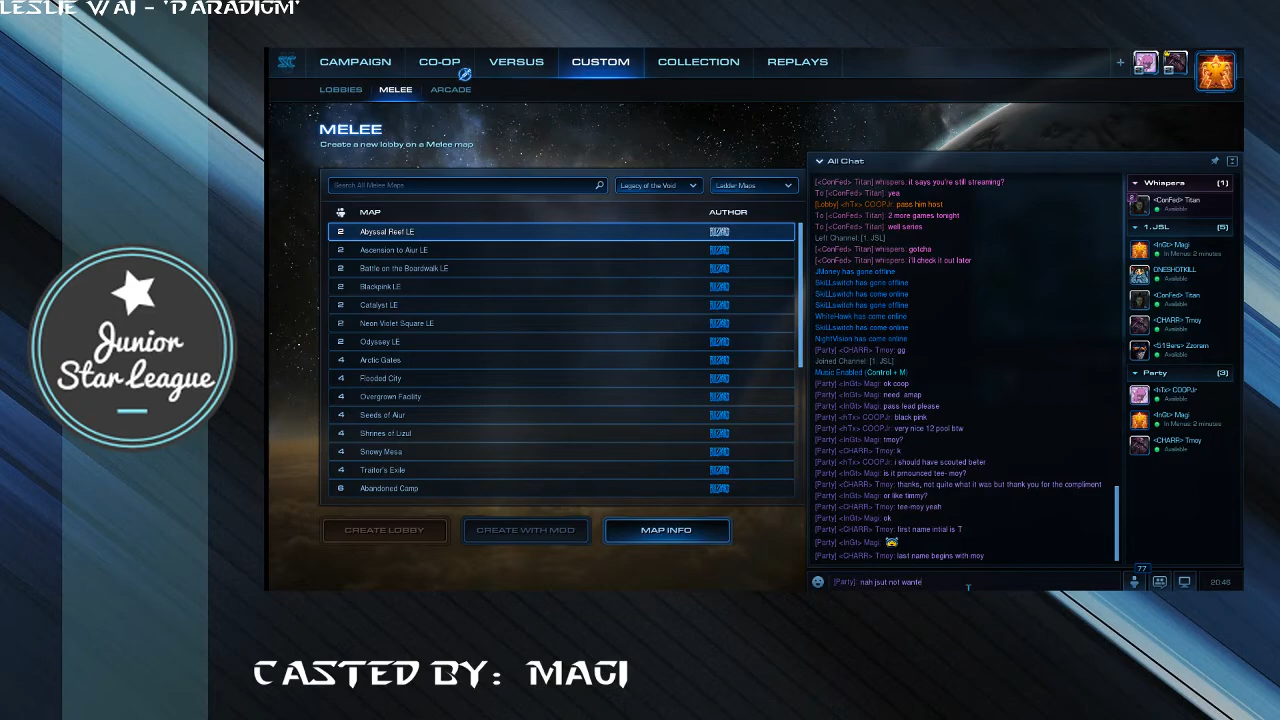 LESLIE WAI - 'PARADIGM'
CAMPAIGN CO-OP VERSUS CUSTOM COLLECTION REPLAYS
LOBBIES MELEE ARCADE
MELEE
Create a new lobby on a Melee map
Search All Melee Maps Legacy of the Void Ladder Maps
MAP AUTHOR
2 Abyssal Reef LE
2 Ascension to Aiur LE
2 Battle on the Boardwalk LE
2 Blackpink LE
2 Catalyst LE
2 Neon Violet Square LE
2 Odyssey LE
4 Arctic Gates
4 Flooded City
4 Overgrown Facility
4 Seeds of Aiur
4 Shrines of Lizul
4 Snowy Mesa
4 Traitor's Exile
6 Abandoned Camp
CREATE LOBBY CREATE WITH MOD MAP INFO
All Chat
[<ConFed> Titan] whispers: it says you're still streaming?
To [<ConFed> Titan]: yea
[Lobby] <hTx> COOPJr: pass him host
To [<ConFed> Titan]: 2 more games tonight
To [<ConFed> Titan]: well series
Left Channel: [1. JSL]
[<ConFed> Titan] whispers: gotcha
[<ConFed> Titan] whispers: i'll check it out later
JMoney has gone offline
SkiLLswitch has gone offline
SkiLLswitch has come online
SkiLLswitch has gone offline
WhiteHawk has come online
SkiLLswitch has come online
NightVision has come online
[Party] <CHARR> Tmoy: gg
Joined Channel: [1. JSL]
Music Enabled (Control + M)
[Party] <InGt> Magi: ok coop
[Party] <InGt> Magi: need amap
[Party] <InGt> Magi: pass lead please
[Party] <hTx> COOPJr: black pink
[Party] <hTx> COOPJr: very nice 12 pool btw
[Party] <InGt> Magi: tmoy?
[Party] <CHARR> Tmoy: k
[Party] <hTx> COOPJr: i should have scouted beter
[Party] <InGt> Magi: is it prnounced tee- moy?
[Party] <CHARR> Tmoy: thanks, not quite what it was but thank you for the compliment
[Party] <InGt> Magi: or like timmy?
[Party] <CHARR> Tmoy: tee-moy yeah
[Party] <InGt> Magi: ok
[Party] <CHARR> Tmoy: first name intial is T
[Party] <InGt> Magi:
[Party] <CHARR> Tmoy: last name begins with moy
[Party]: nah jsut not wante
Whispers (1)
<ConFed> Titan
Available
1.JSL (5)
<InGt> Magi
In Menus: 2 minutes
ONESHOTKILL
Available
<ConFed> Titan
Available
<CHARR> Tmoy
Available
<519ers> Zzoram
Available
Party (3)
<hTx> COOPJr
Available
<InGt> Magi
In Menus: 2 minutes
<CHARR> Tmoy
Available
77
20:46
Junior
Star League
CASTED BY: MAGI